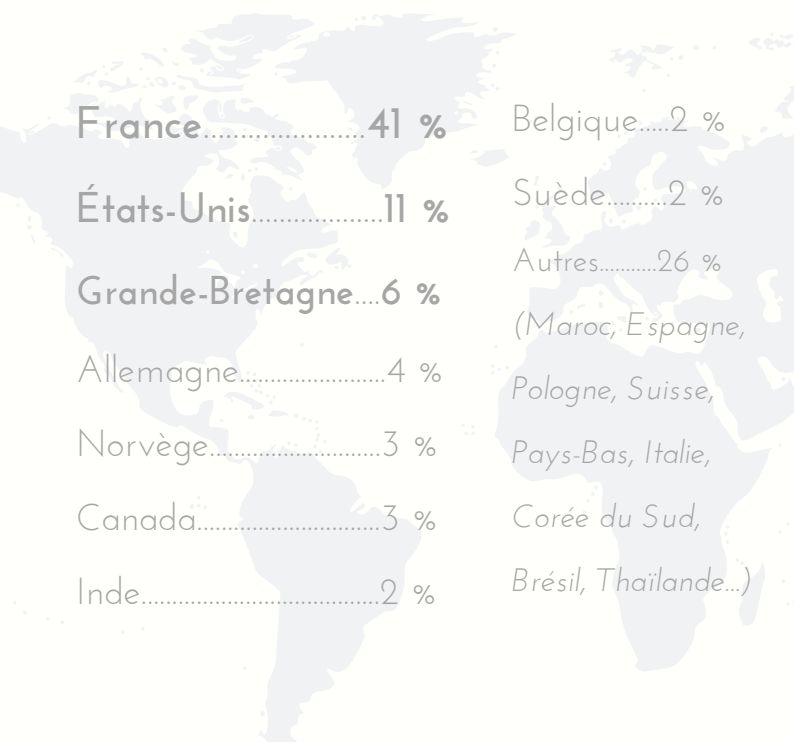 France.....................41 %
États-Unis..................11 %
Grande-Bretagne....6 %
Allemagne.....................4 %
Norvège.........................3 %
Canada..........................3 %
Inde...................................2 %
Belgique.....2 %
Suède..........2 %
Autres...........26 %
(Maroc, Espagne,
Pologne, Suisse,
Pays-Bas, Italie,
Corée du Sud,
Brésil, Thaïlande...)